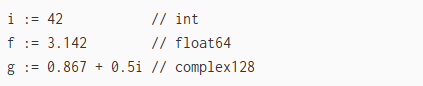 i := 42           // int
f := 3.142        // float64
g := 0.867 + 0.5i // complex128